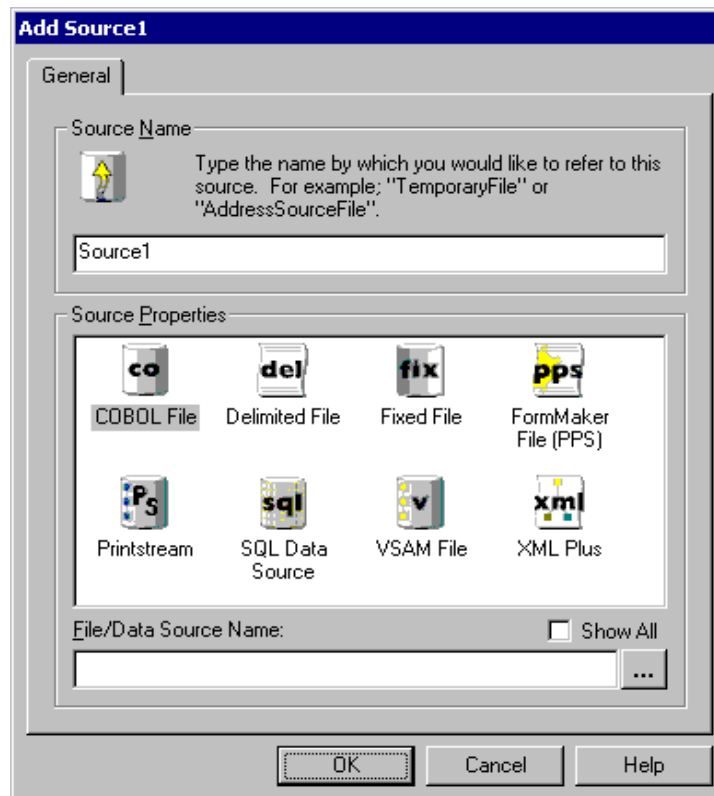 Add Source1
General
Source Name
Type the name by which you would like to refer to this
source. For example; "TemporaryFile" or
"AddressSourceFile".
Source1
Source Properties
co
del
fix
pps
COBOL File
Delimited File
Fixed File
FormMaker
File (PPS)
Ps
sql
v
xml
Printstream
SQL Data
Source
VSAM File
XML Plus
File/Data Source Name:
Show All
...
OK
Cancel
Help